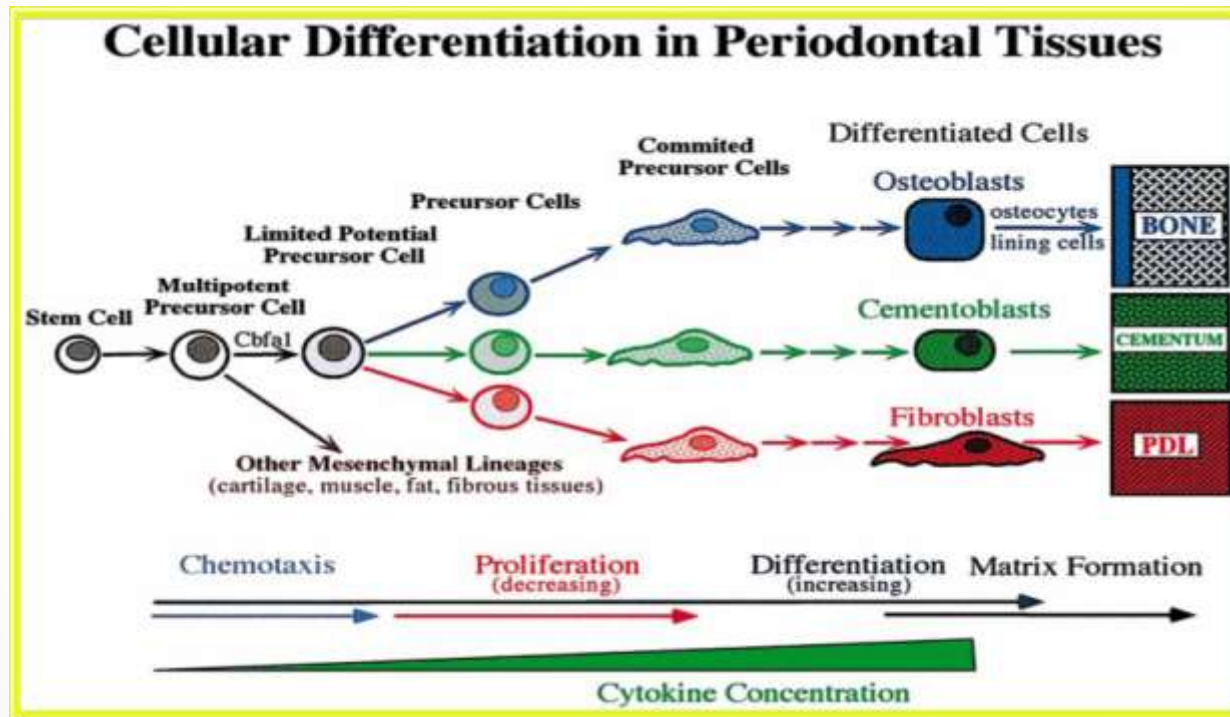 Cellular Differentiation in Periodontal Tissues
Differentiated Cells
Commited
Precursor Cells
Osteoblasts
Precursor Cells
osteocytes
lining cells
BONE
Limited Potential
Precursor Cell
Multipotent
Precursor Cell
Stem Cell
Cbfa1
Cementoblasts
CEMENTUM
Fibroblasts
PDL
Other Mesenchymal Lineages
(cartilage, muscle, fat, fibrous tissues)
Chemotaxis
Proliferation
(decreasing)
Differentiation
(increasing)
Matrix Formation
Cytokine Concentration